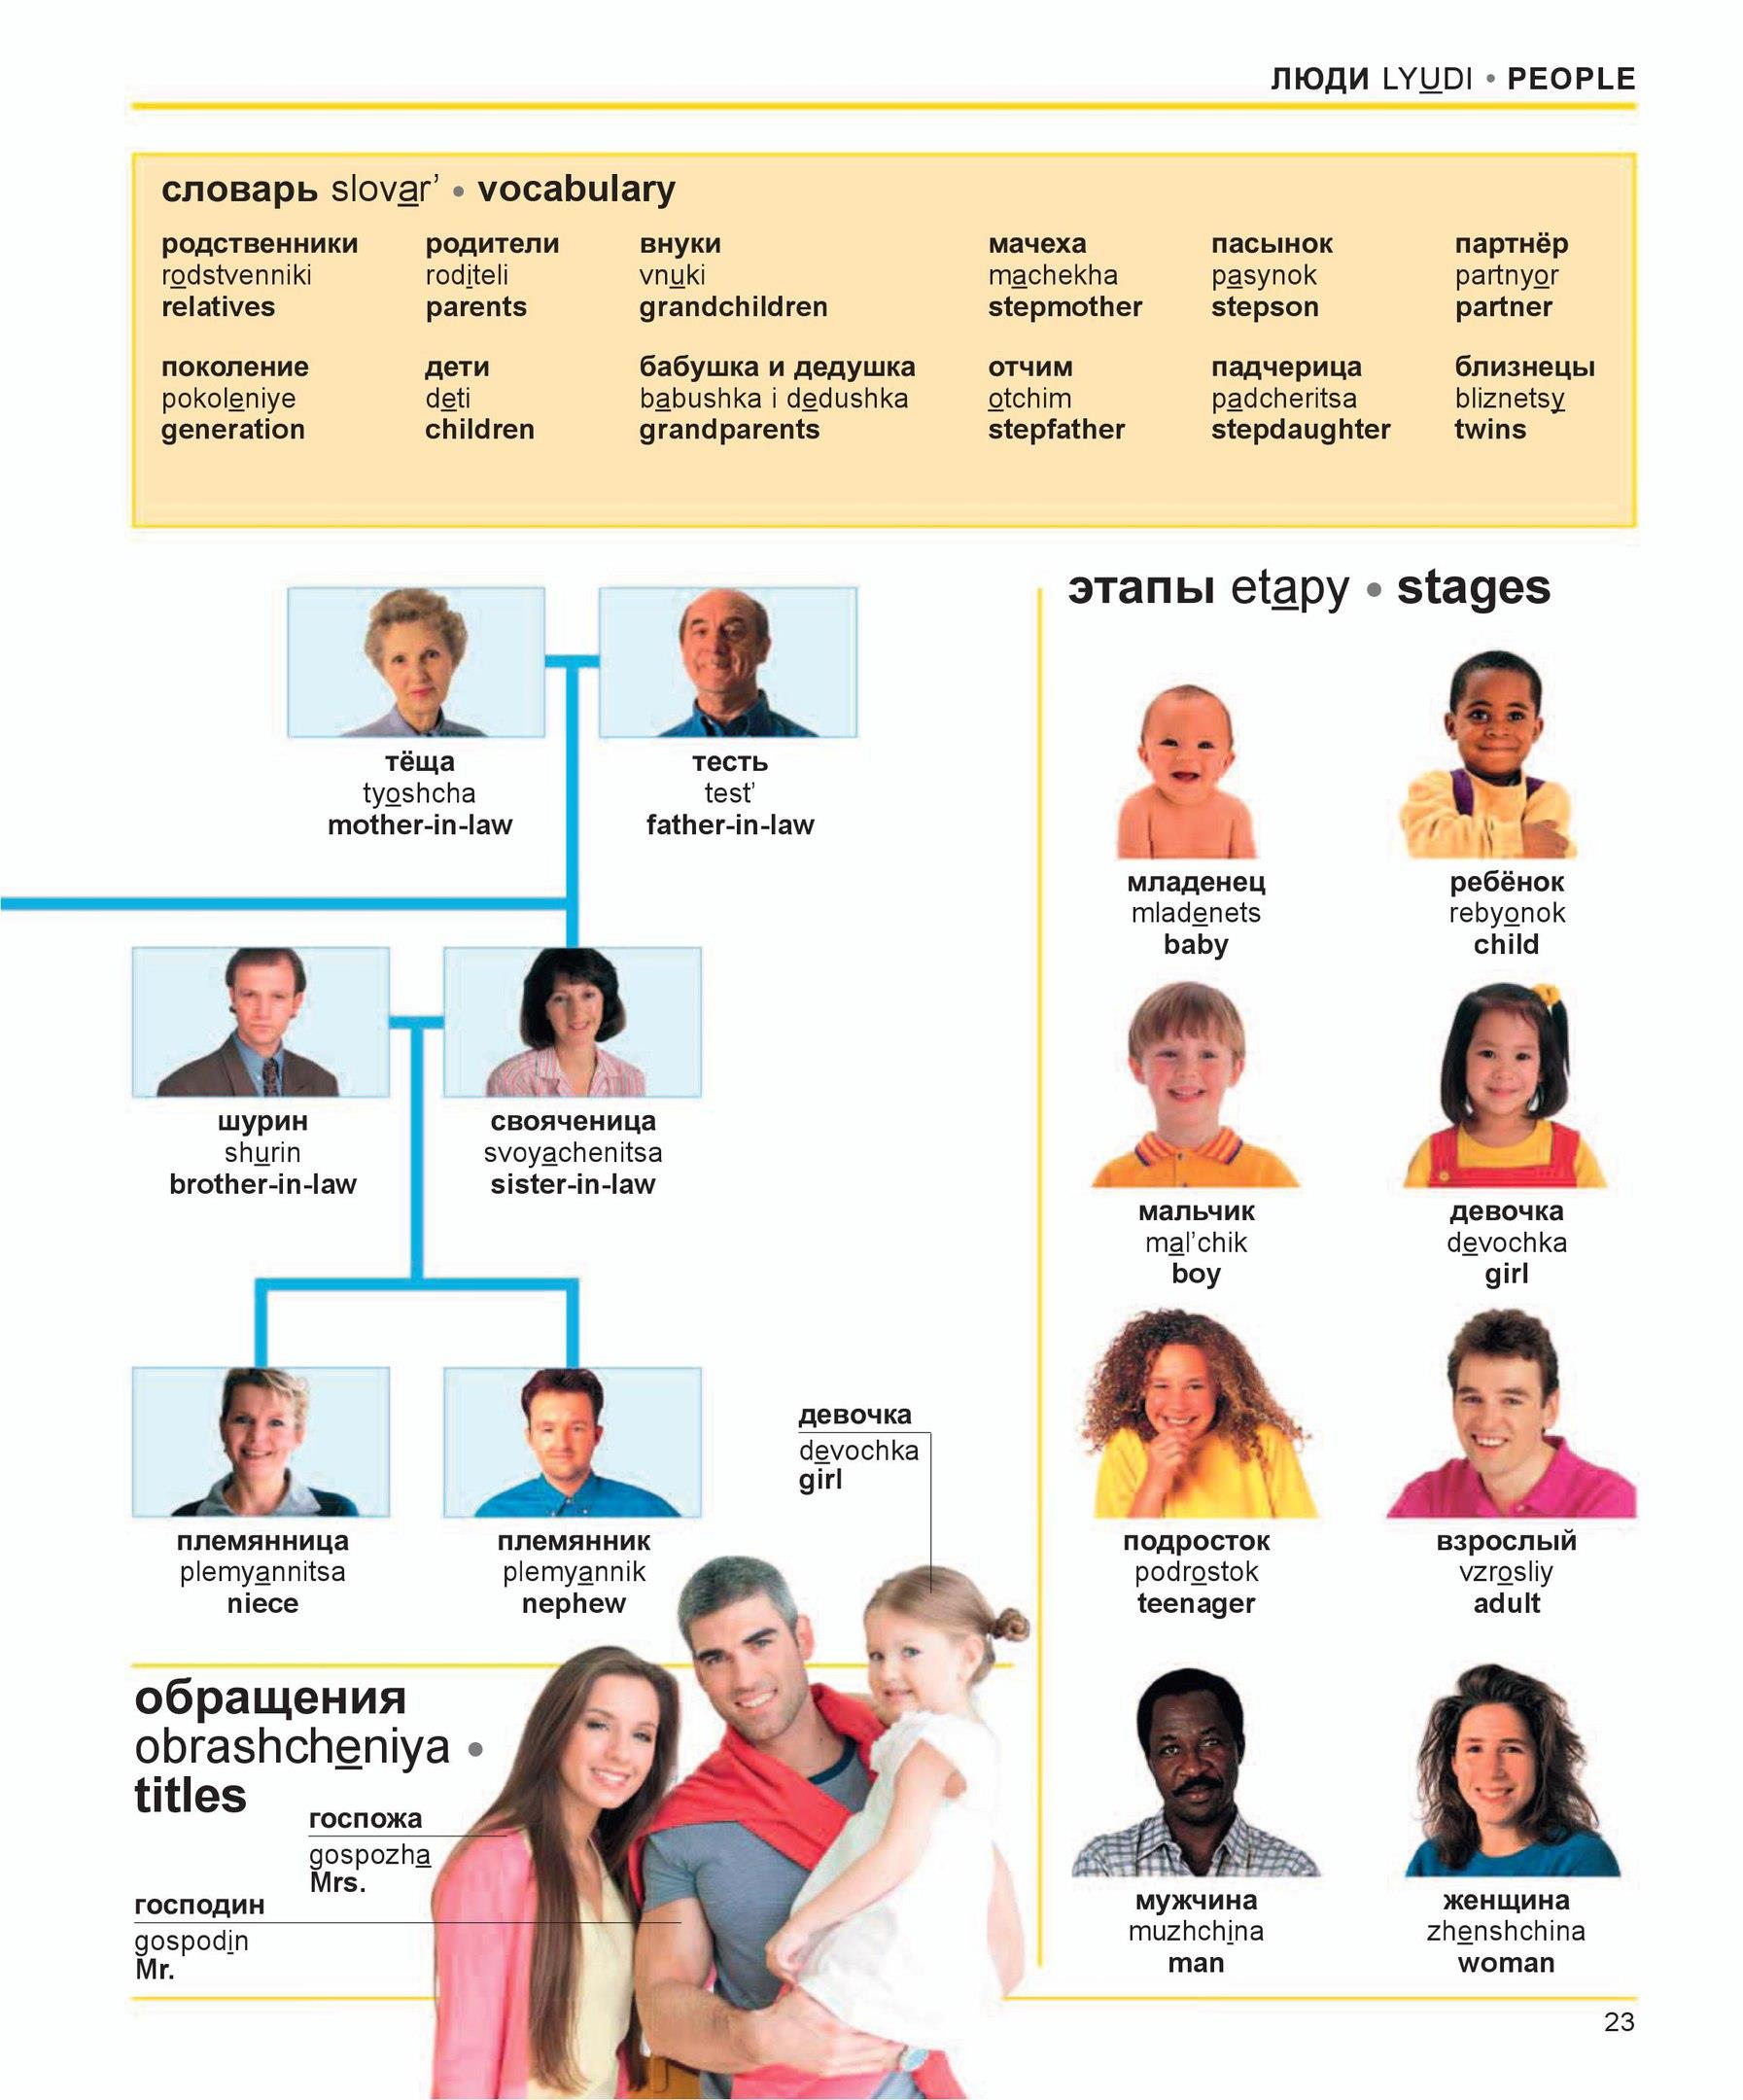 ЛЮДИ LYUDI • PEOPLE
словарь slovar’ • vocabulary
родственники
rodstvenniki
relatives
родители
roditeli
parents
внуки
vnuki
grandchildren
мачеха
machekha
stepmother
пасынок
pasynok
stepson
партнёр
partnyor
partner
поколение
pokoleniye
generation
дети
deti
children
бабушка и дедушка
babushka i dedushka
grandparents
отчим
otchim
stepfather
падчерица
padcheritsa
stepdaughter
близнецы
bliznetsy
twins
тёща
tyoshcha
mother-in-law
тесть
test’
father-in-law
шурин
shurin
brother-in-law
свояченица
svoyachenitsa
sister-in-law
племянница
plemyannitsa
niece
племянник
plemyannik
nephew
девочка
devochka
girl
обращения
obrashcheniya •
titles
госпожа
gospozha
Mrs.
господин
gospodin
Mr.
этапы etapy • stages
младенец
mladenets
baby
ребёнок
rebyonok
child
мальчик
mal’chik
boy
девочка
devochka
girl
подросток
podrostok
teenager
взрослый
vzrosliy
adult
мужчина
muzhchina
man
женщина
zhenshchina
woman
23